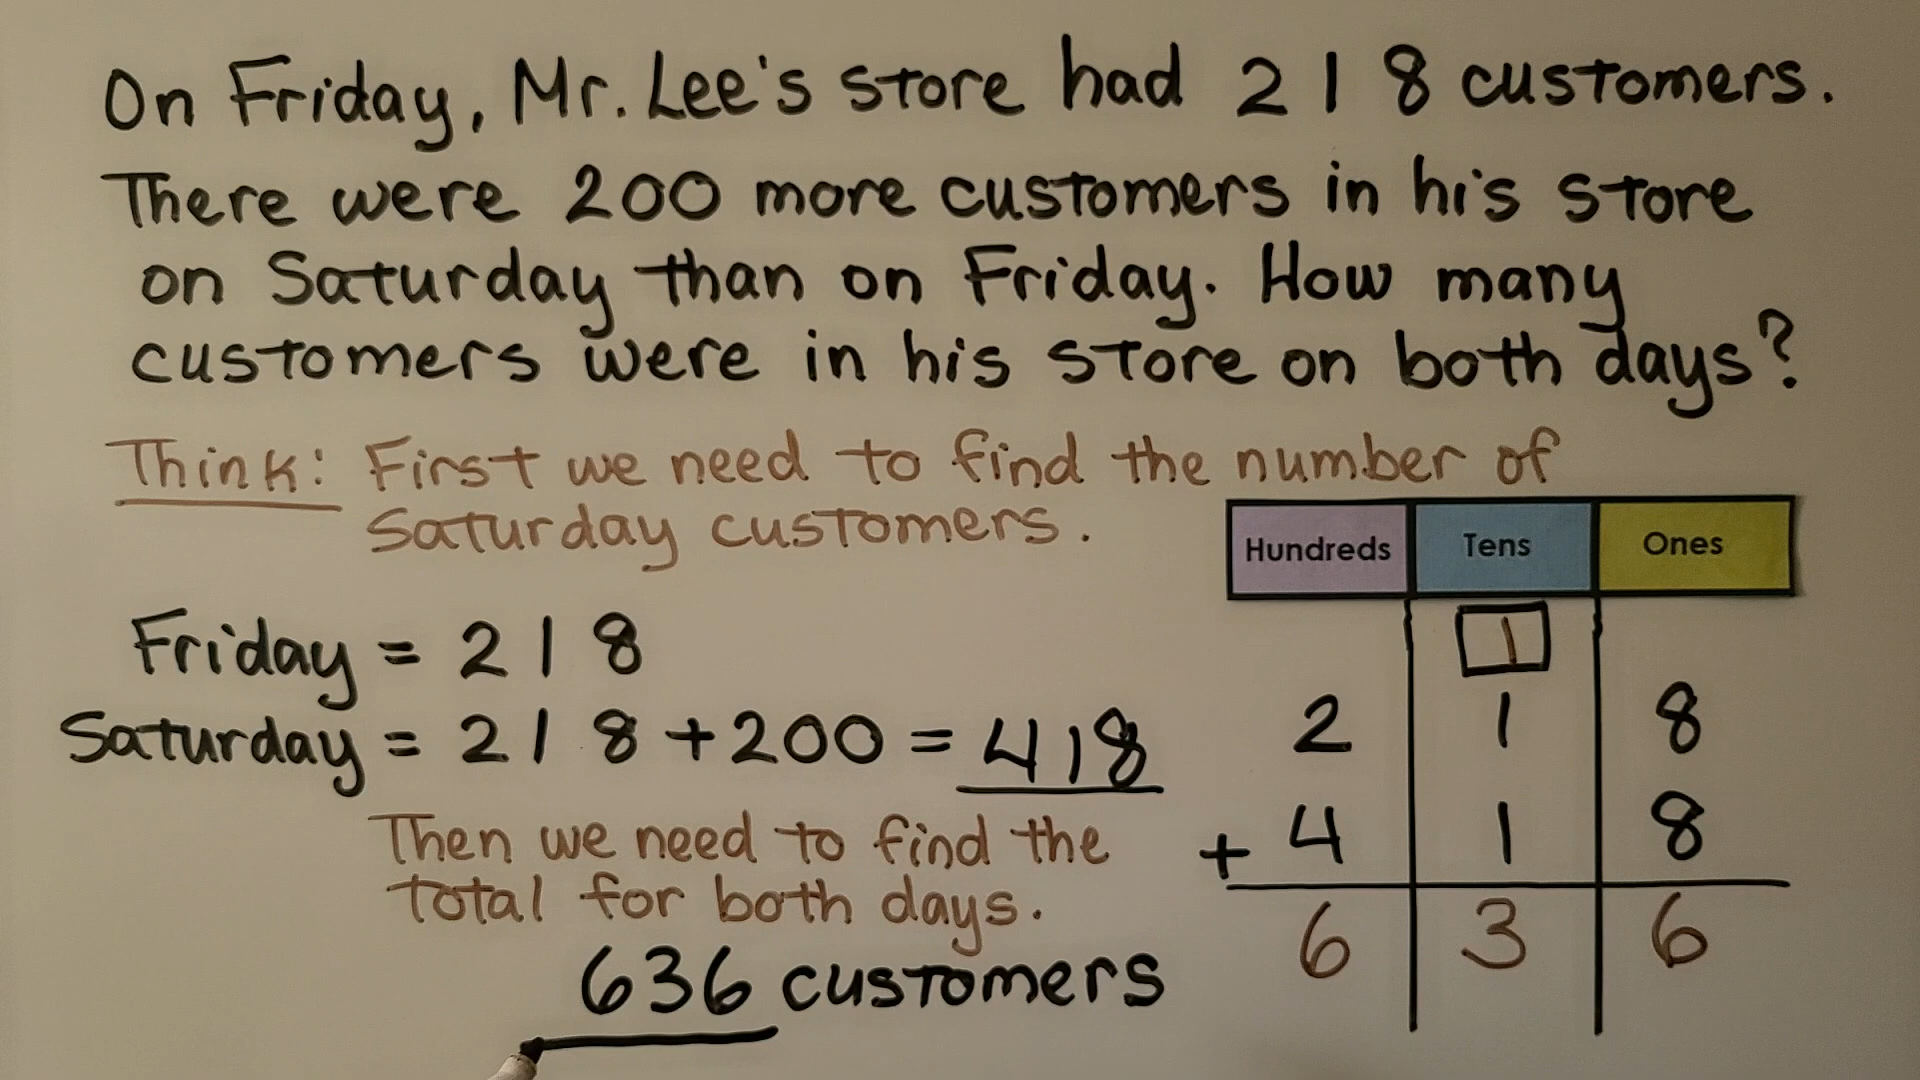 On Friday, Mr. Lee's store had 218 customers.
There were 200 more customers in his store
on Saturday than on Friday. How many
customers were in his store on both days?
Think: First we need to find the number of
Saturday customers.
Friday = 218
Saturday = 218 + 200 = 418
Then we need to find the
total for both days.
636 customers
Hundreds Tens Ones
1
2 1 8
+ 4 1 8
6 3 6